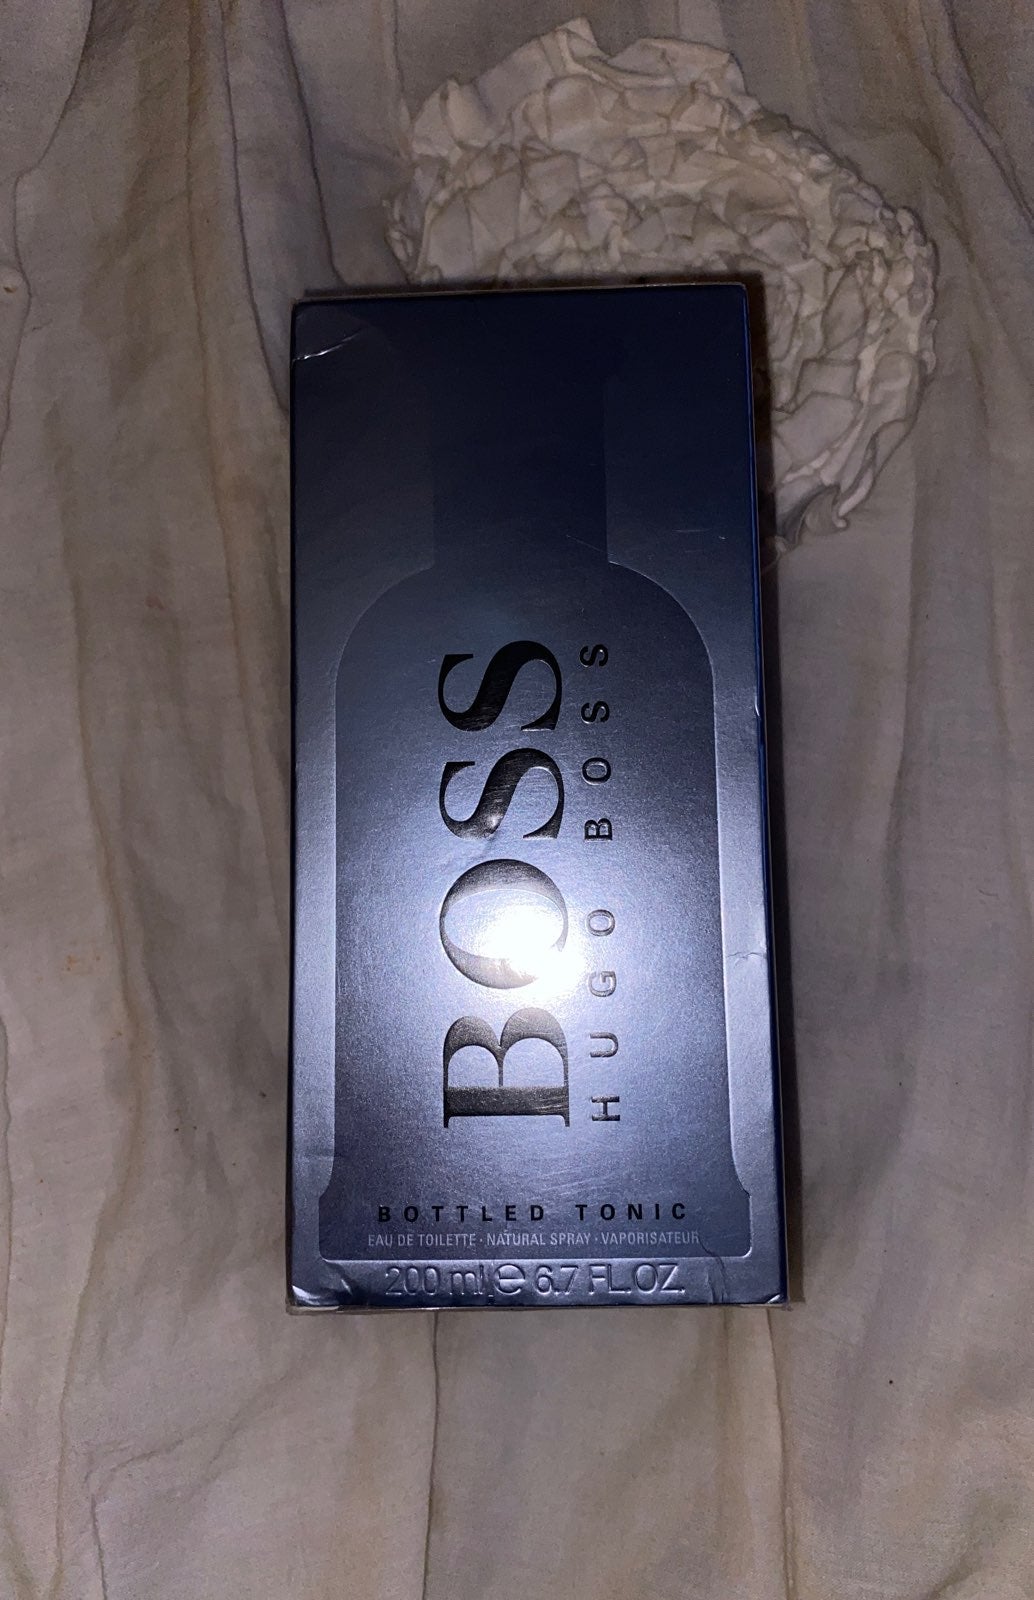 BOSS
HUGO BOSS
BOTTLED TONIC
EAU DE TOILETTE · NATURAL SPRAY · VAPORISATEUR
200 ml ℮ 6.7 FL.OZ.